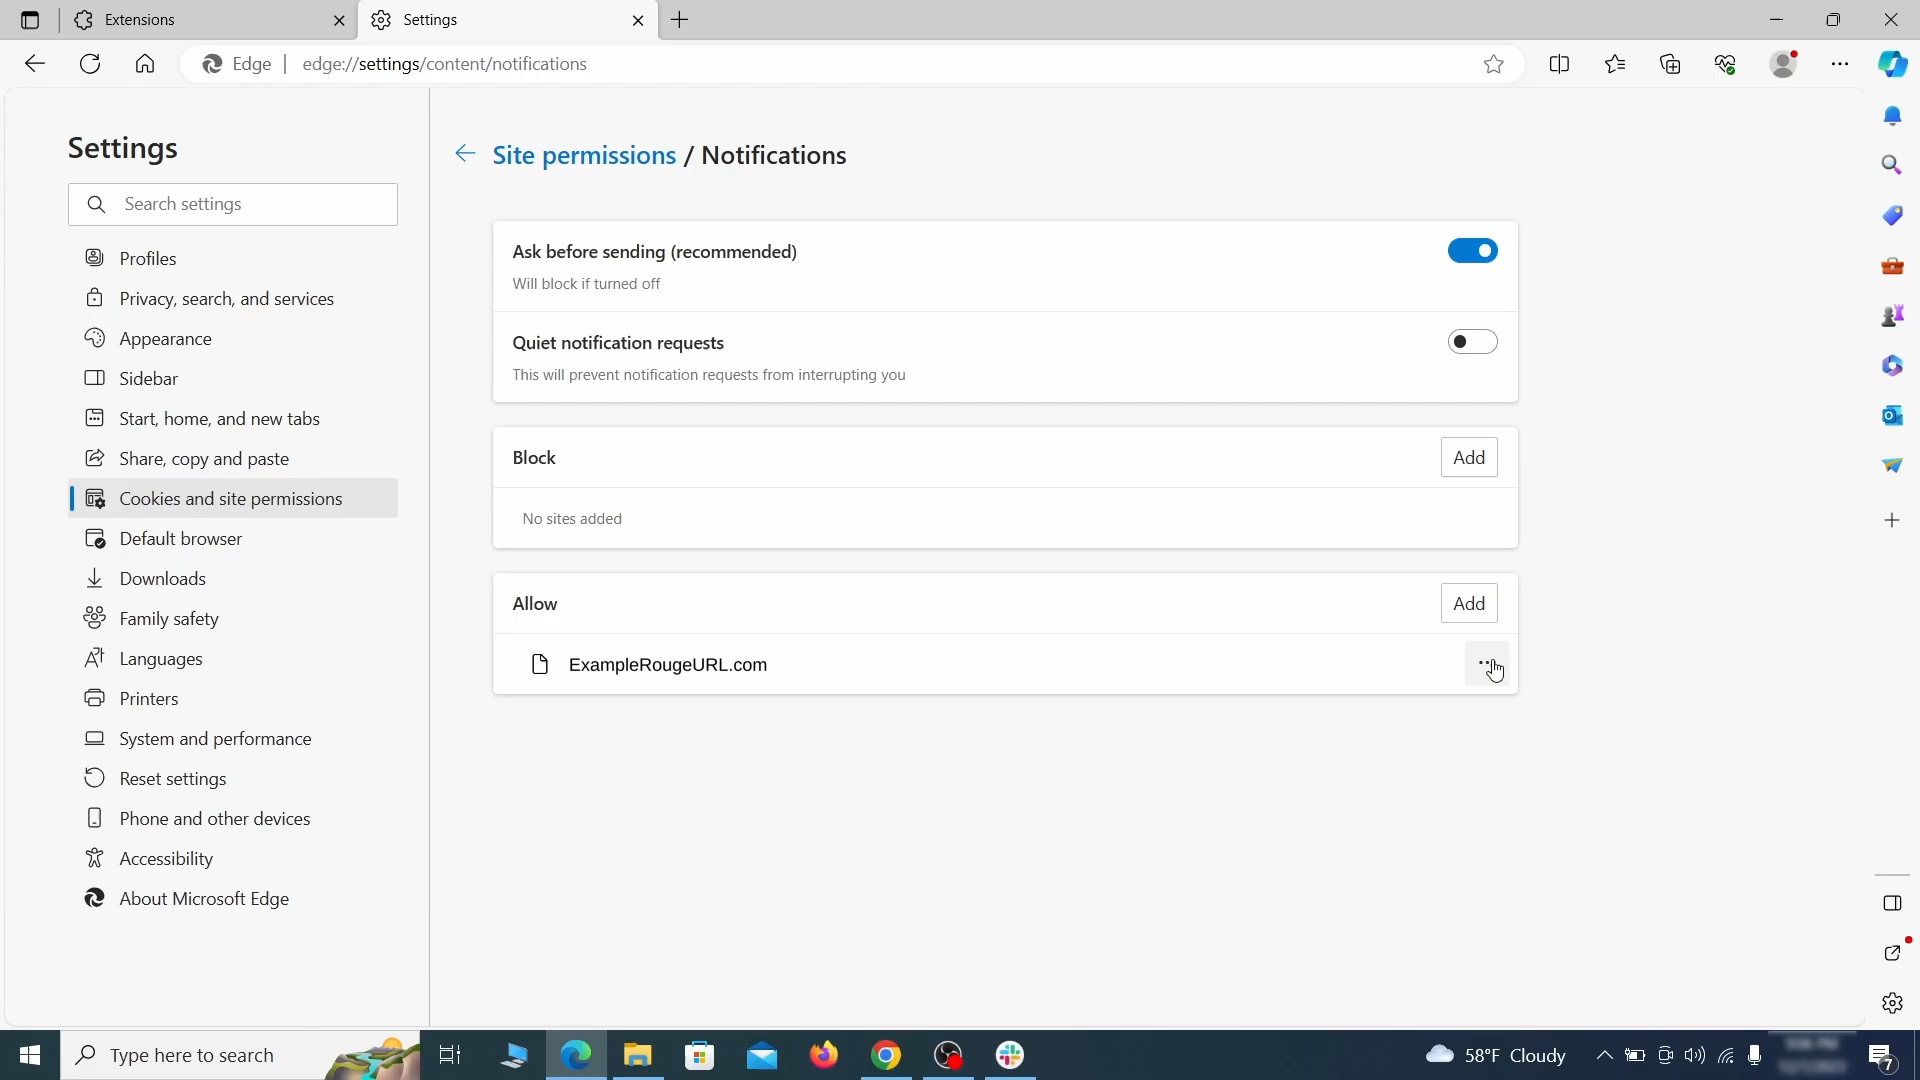 Extensions
Settings
Edge
edge://settings/content/notifications
Settings
Search settings
Profiles
Privacy, search, and services
Appearance
Sidebar
Start, home, and new tabs
Share, copy and paste
Cookies and site permissions
Default browser
Downloads
Family safety
Languages
Printers
System and performance
Reset settings
Phone and other devices
Accessibility
About Microsoft Edge
Site permissions / Notifications
Ask before sending (recommended)
Will block if turned off
Quiet notification requests
This will prevent notification requests from interrupting you
Block
Add
No sites added
Allow
Add
ExampleRougeURL.com
Type here to search
58°F Cloudy
7